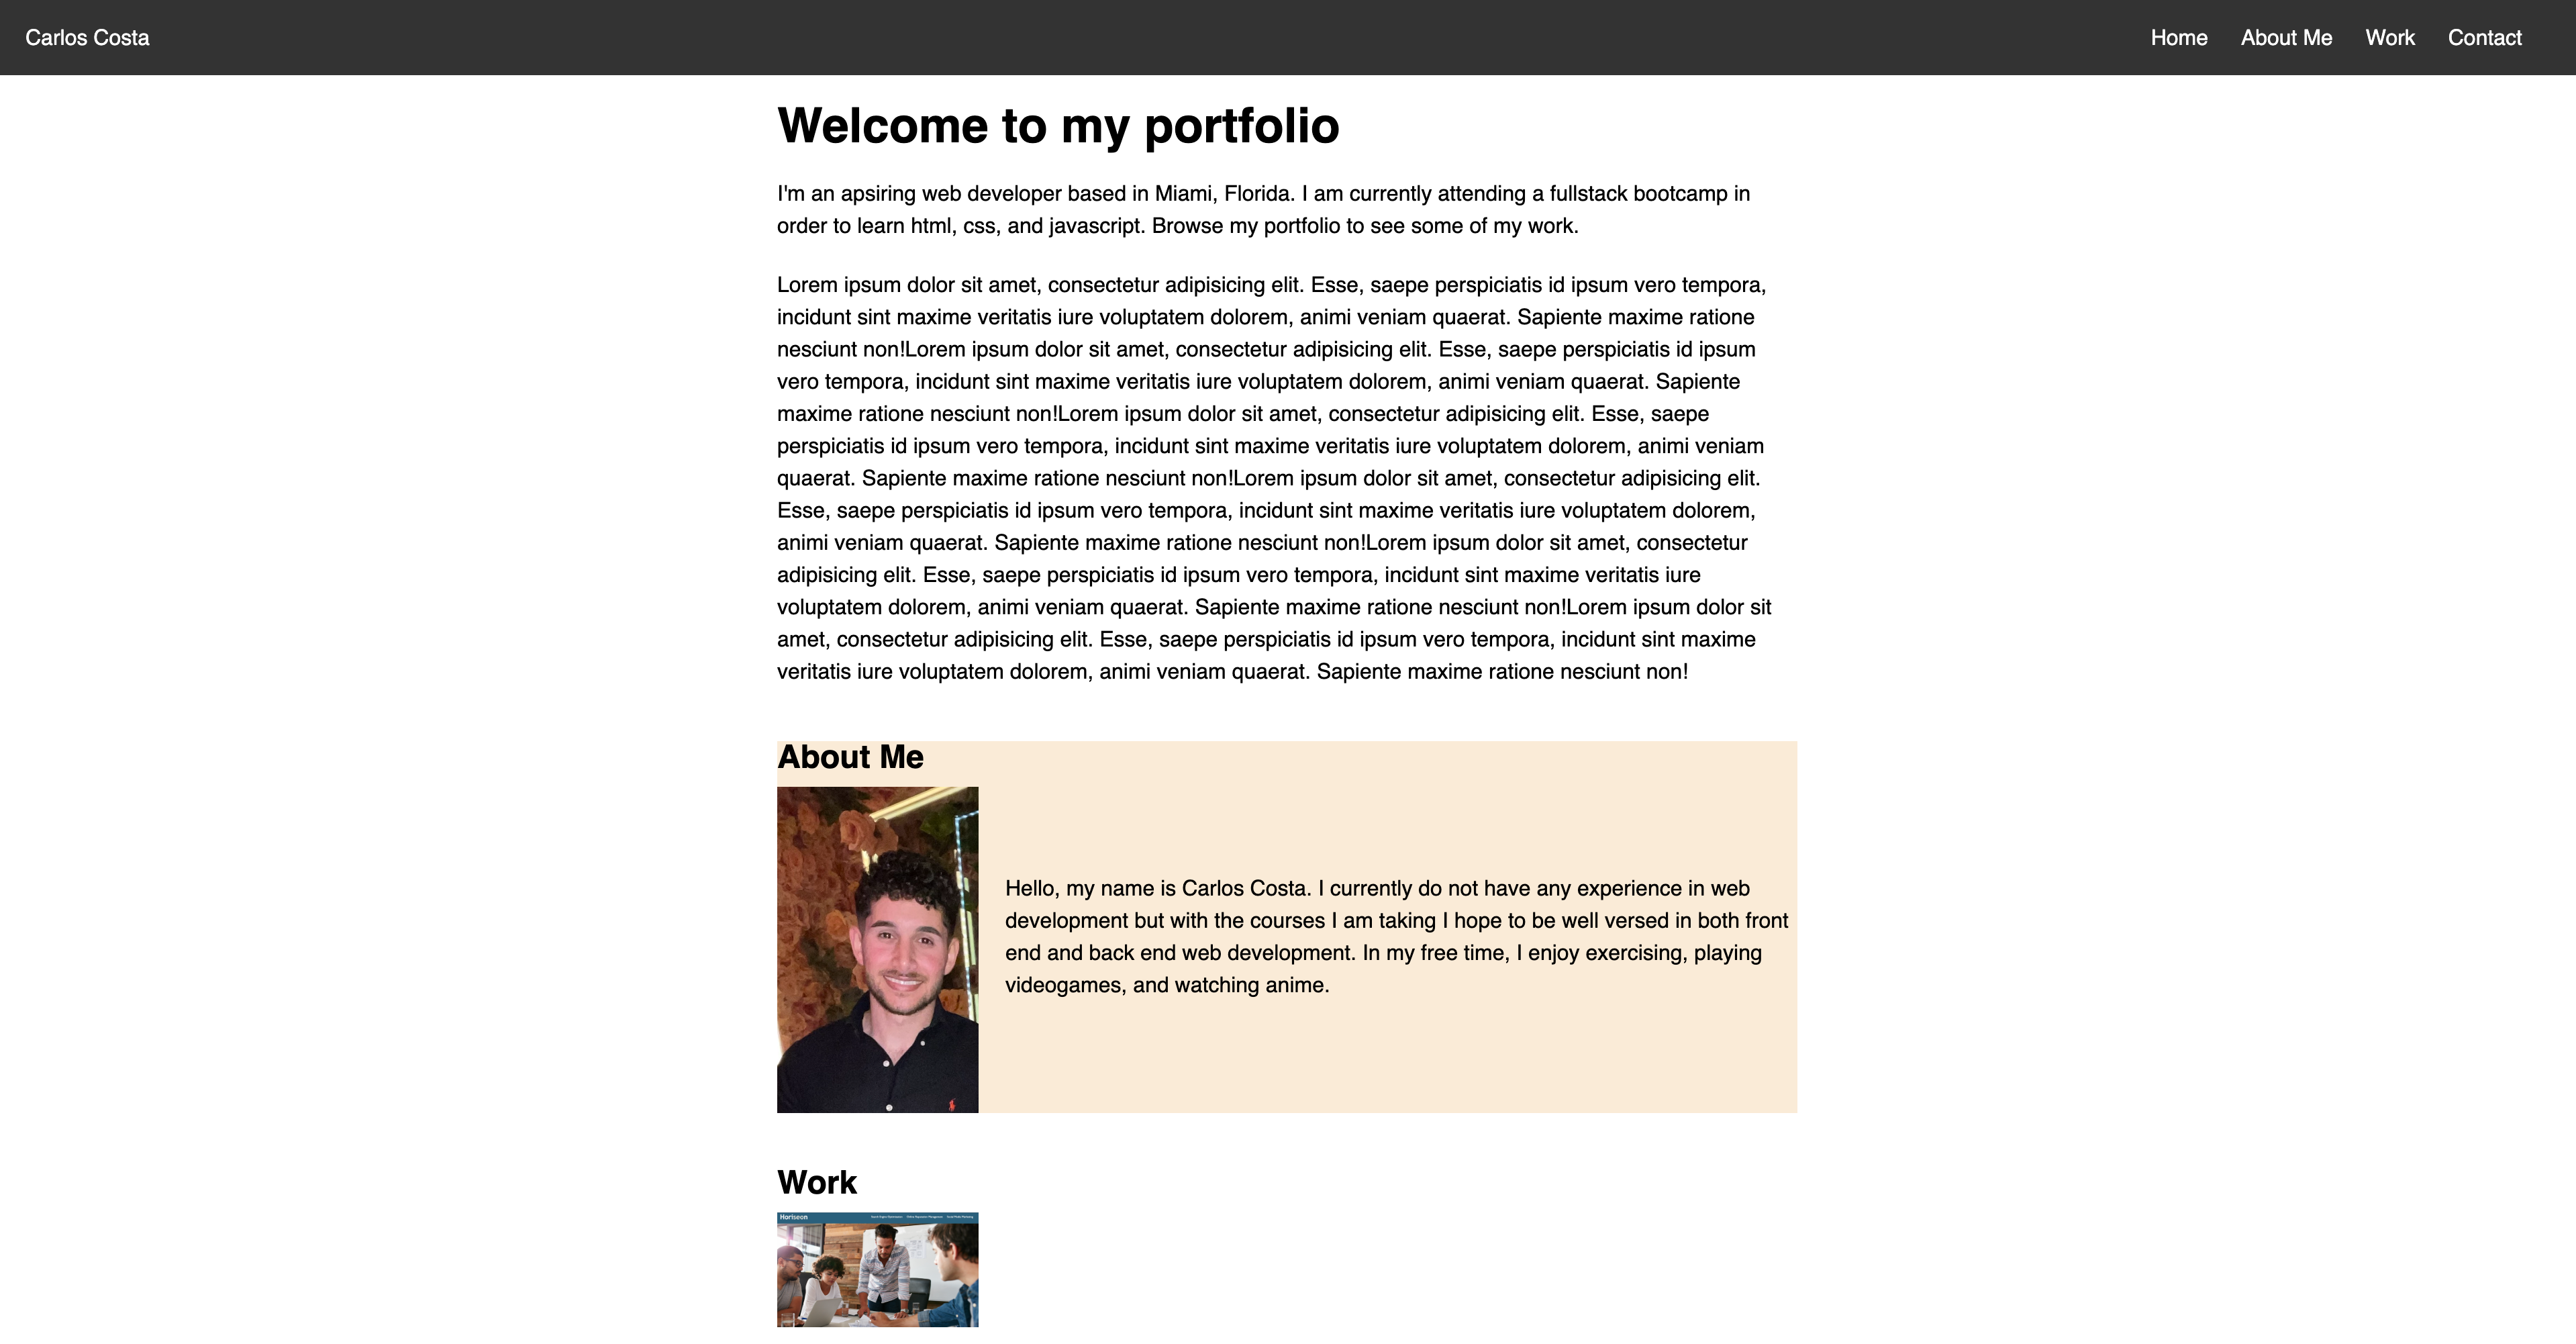 Carlos Costa
Home About Me Work Contact
Welcome to my portfolio
I'm an apsiring web developer based in Miami, Florida. I am currently attending a fullstack bootcamp in
order to learn html, css, and javascript. Browse my portfolio to see some of my work.
Lorem ipsum dolor sit amet, consectetur adipisicing elit. Esse, saepe perspiciatis id ipsum vero tempora,
incidunt sint maxime veritatis iure voluptatem dolorem, animi veniam quaerat. Sapiente maxime ratione
nesciunt non!Lorem ipsum dolor sit amet, consectetur adipisicing elit. Esse, saepe perspiciatis id ipsum
vero tempora, incidunt sint maxime veritatis iure voluptatem dolorem, animi veniam quaerat. Sapiente
maxime ratione nesciunt non!Lorem ipsum dolor sit amet, consectetur adipisicing elit. Esse, saepe
perspiciatis id ipsum vero tempora, incidunt sint maxime veritatis iure voluptatem dolorem, animi veniam
quaerat. Sapiente maxime ratione nesciunt non!Lorem ipsum dolor sit amet, consectetur adipisicing elit.
Esse, saepe perspiciatis id ipsum vero tempora, incidunt sint maxime veritatis iure voluptatem dolorem,
animi veniam quaerat. Sapiente maxime ratione nesciunt non!Lorem ipsum dolor sit amet, consectetur
adipisicing elit. Esse, saepe perspiciatis id ipsum vero tempora, incidunt sint maxime veritatis iure
voluptatem dolorem, animi veniam quaerat. Sapiente maxime ratione nesciunt non!Lorem ipsum dolor sit
amet, consectetur adipisicing elit. Esse, saepe perspiciatis id ipsum vero tempora, incidunt sint maxime
veritatis iure voluptatem dolorem, animi veniam quaerat. Sapiente maxime ratione nesciunt non!
About Me
Hello, my name is Carlos Costa. I currently do not have any experience in web
development but with the courses I am taking I hope to be well versed in both front
end and back end web development. In my free time, I enjoy exercising, playing
videogames, and watching anime.
Work
Horiseon